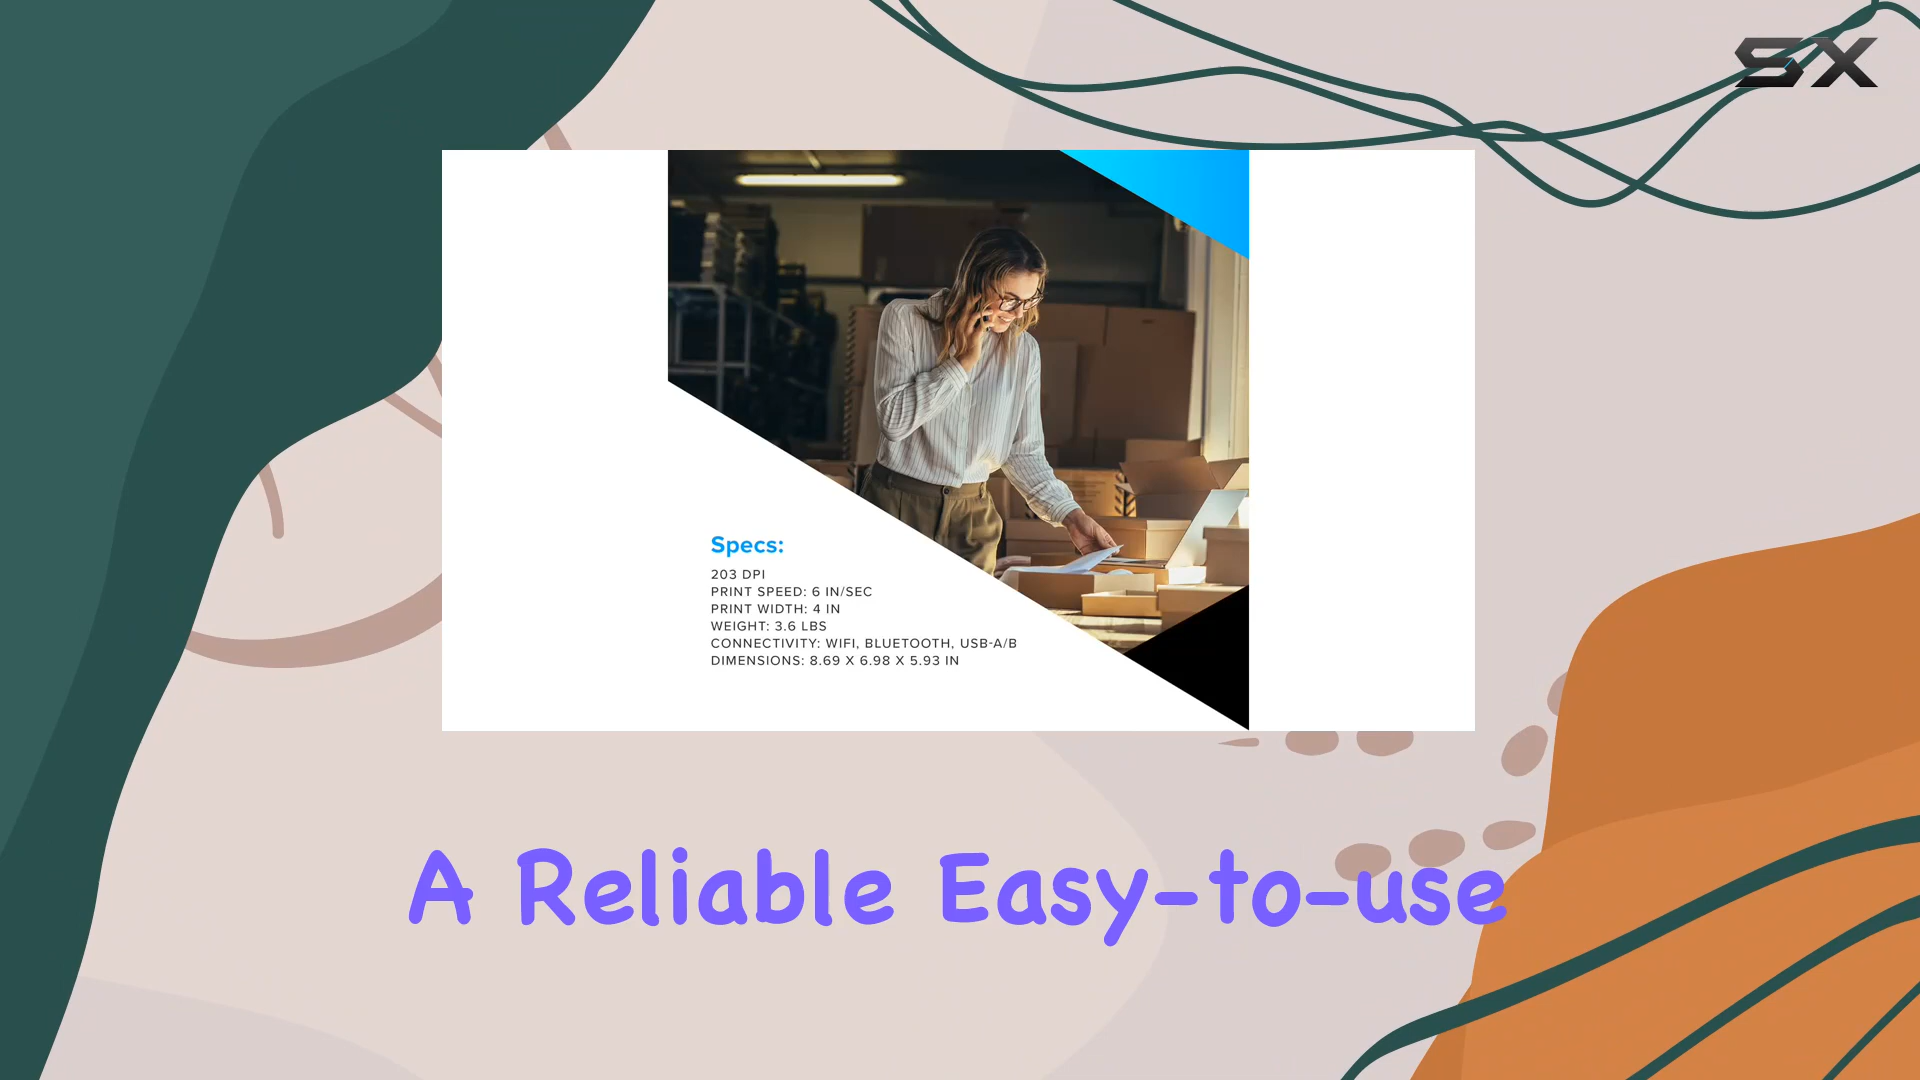 SX
Specs:
203 DPI
PRINT SPEED: 6 IN/SEC
PRINT WIDTH: 4 IN
WEIGHT: 3.6 LBS
CONNECTIVITY: WIFI, BLUETOOTH, USB-A/B
DIMENSIONS: 8.69 X 6.98 X 5.93 IN
A Reliable Easy-to-use